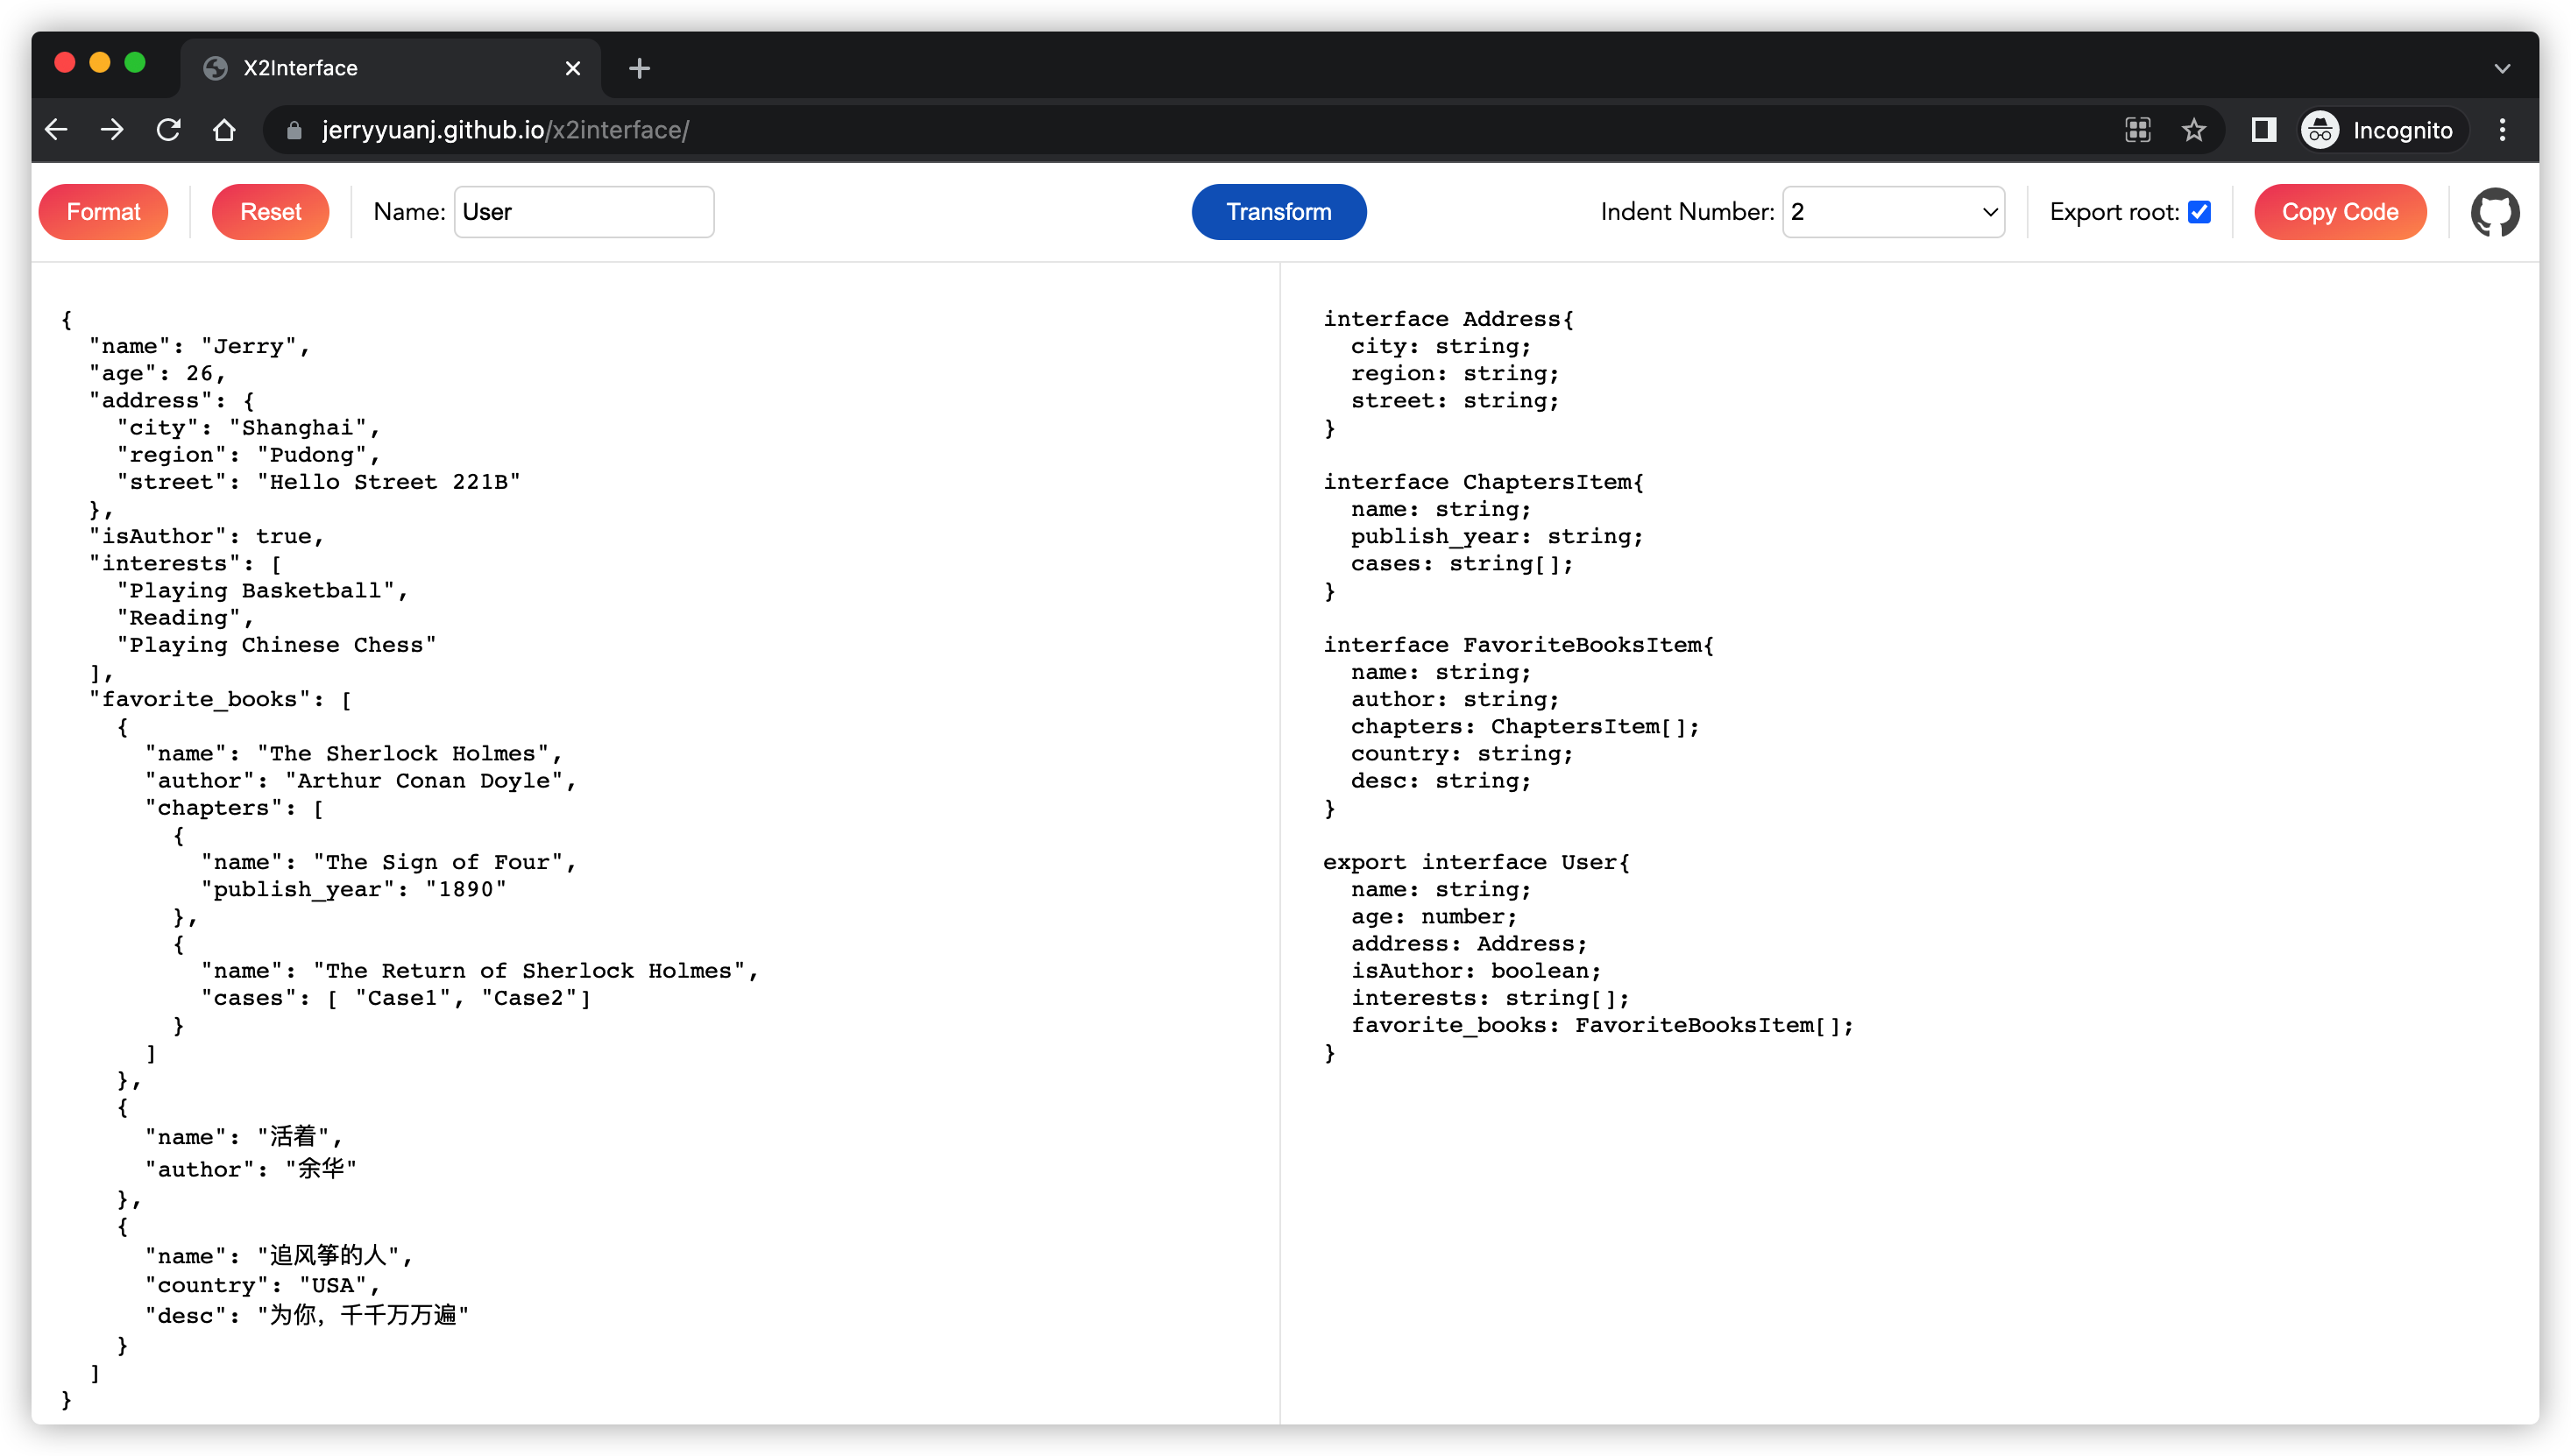 X2Interface
jerryyuanj.github.io/x2interface/
Incognito
Format
Reset
Name: User
Transform
Indent Number: 2
Export root:
Copy Code
{
  "name": "Jerry",
  "age": 26,
  "address": {
    "city": "Shanghai",
    "region": "Pudong",
    "street": "Hello Street 221B"
  },
  "isAuthor": true,
  "interests": [
    "Playing Basketball",
    "Reading",
    "Playing Chinese Chess"
  ],
  "favorite_books": [
    {
      "name": "The Sherlock Holmes",
      "author": "Arthur Conan Doyle",
      "chapters": [
        {
          "name": "The Sign of Four",
          "publish_year": "1890"
        },
        {
          "name": "The Return of Sherlock Holmes",
          "cases": [ "Case1", "Case2"]
        }
      ]
    },
    {
      "name": "活着",
      "author": "余华"
    },
    {
      "name": "追风筝的人",
      "country": "USA",
      "desc": "为你，千千万万遍"
    }
  ]
}
interface Address{
  city: string;
  region: string;
  street: string;
}
interface ChaptersItem{
  name: string;
  publish_year: string;
  cases: string[];
}
interface FavoriteBooksItem{
  name: string;
  author: string;
  chapters: ChaptersItem[];
  country: string;
  desc: string;
}
export interface User{
  name: string;
  age: number;
  address: Address;
  isAuthor: boolean;
  interests: string[];
  favorite_books: FavoriteBooksItem[];
}